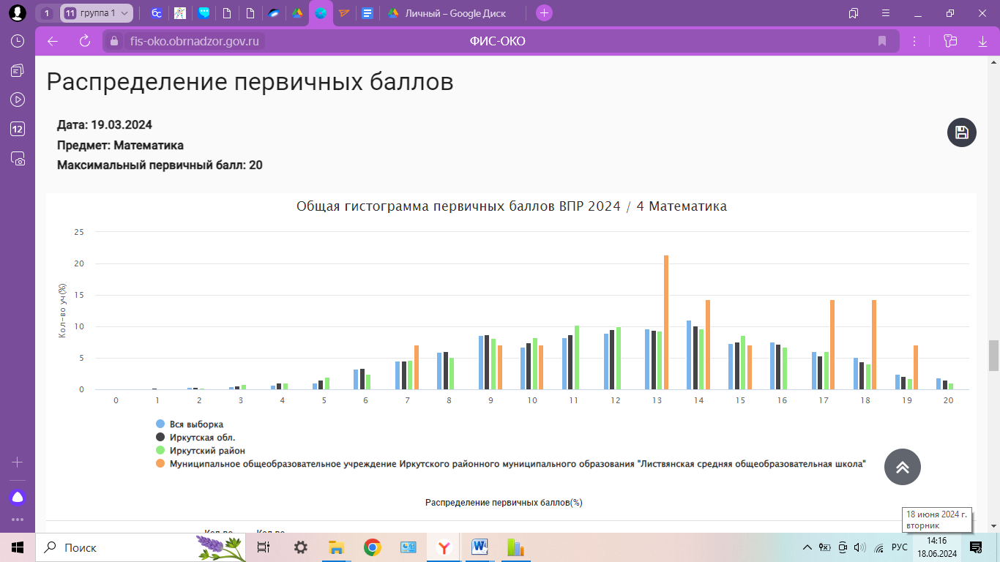 1
11 группа 1
Личный – Google Диск
fis-oko.obrnadzor.gov.ru
ФИС-ОКО
12
Распределение первичных баллов
Дата: 19.03.2024
Предмет: Математика
Максимальный первичный балл: 20
Общая гистограмма первичных баллов ВПР 2024 / 4 Математика
Кол-во уч(%)
25
20
15
10
5
0
0 1 2 3 4 5 6 7 8 9 10 11 12 13 14 15 16 17 18 19 20
Вся выборка
Иркутская обл.
Иркутский район
Муниципальное общеобразовательное учреждение Иркутского районного муниципального образования "Листвянская средняя общеобразовательная школа"
Распределение первичных баллов(%)
Кол-во Кол-во
18 июня 2024 г.
вторник
Поиск
РУС
14:16
18.06.2024